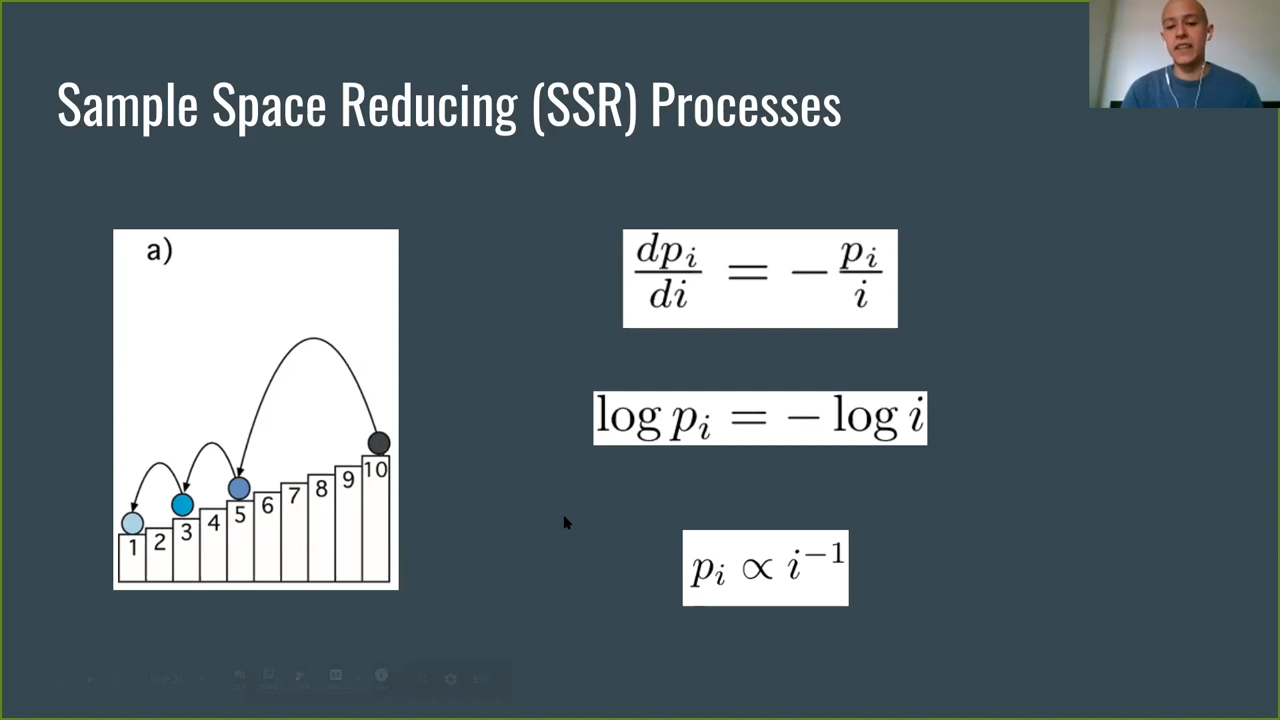 Sample Space Reducing (SSR) Processes
a)
1 2 3 4 5 6 7 8 9 10
dp_i/di = −p_i/i
log p_i = − log i
p_i ∝ i^{−1}